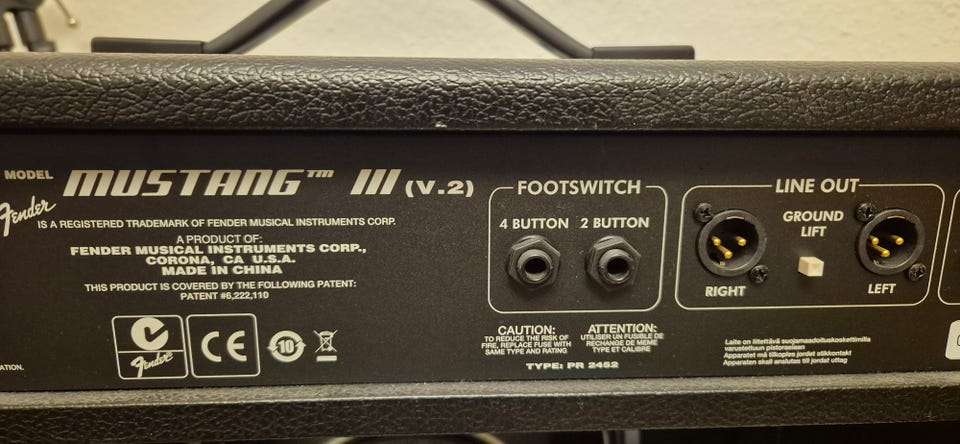 MODEL MUSTANG™ III (V.2)
Fender IS A REGISTERED TRADEMARK OF FENDER MUSICAL INSTRUMENTS CORP.
A PRODUCT OF:
FENDER MUSICAL INSTRUMENTS CORP.,
CORONA, CA U.S.A.
MADE IN CHINA
THIS PRODUCT IS COVERED BY THE FOLLOWING PATENT:
PATENT #6,222,110
Fender
CE
10
ATION.
FOOTSWITCH
4 BUTTON 2 BUTTON
CAUTION:
TO REDUCE THE RISK OF
FIRE, REPLACE FUSE WITH
SAME TYPE AND RATING
ATTENTION:
UTILISER UN FUSIBLE DE
RECHANGE DE MEME
TYPE ET CALIBRE
TYPE: PR 2452
LINE OUT
GROUND
LIFT
RIGHT
LEFT
Laite on liitettävä suojamaadoituskoskettimilla
varustettuun pistorasiaan
Apparatet må tilkoples jordet stikkontakt
Apparaten skall anslutas till jordat uttag